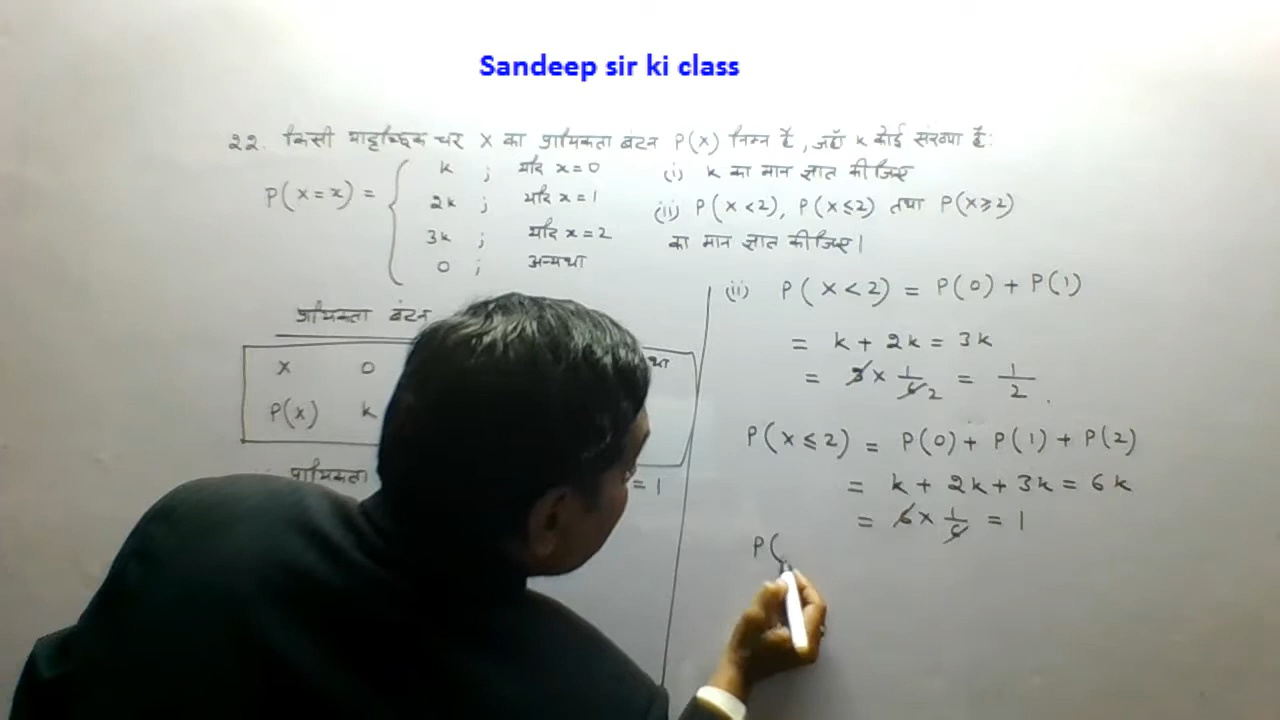 Sandeep sir ki class
22. किसी यादृच्छिक चर X का प्रायिकता बंटन P(X) निम्न है, जहाँ k कोई संख्या है:
P(X=x) = { k ; यदि x=0
2k ; यदि x=1
3k ; यदि x=2
0 ; अन्यथा
(i) k का मान ज्ञात कीजिए
(ii) P(X<2), P(X≤2) तथा P(X≥2)
का मान ज्ञात कीजिए।
प्रायिकता बंटन
X 0
P(X) k
प्रायिकता
= 1
(ii) P(X<2) = P(0) + P(1)
= k + 2k = 3k
= 3 × 1/6 2 = 1/2 .
P(X≤2) = P(0) + P(1) + P(2)
= k + 2k + 3k = 6k
= 6 × 1/6 = 1
P(